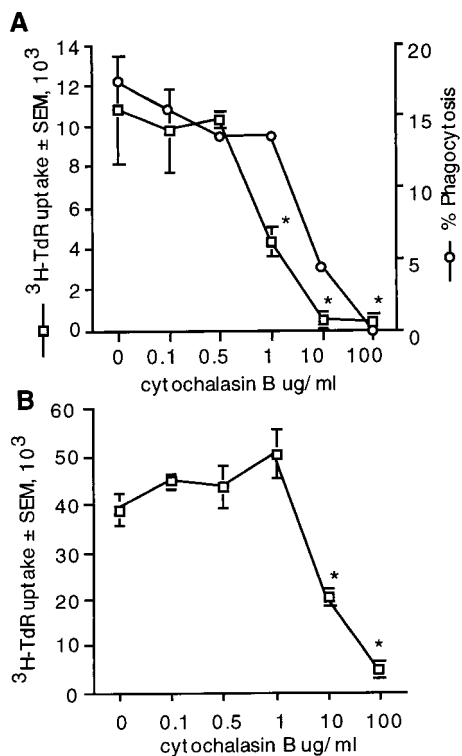 A
³H-TdR uptake ± SEM, 10³
14
12
10
8
6
4
2
0
20
15
10
5
0
% Phagocytosis
*
*
*
0 0.1 0.5 1 10 100
cytochalasin B ug/ ml
B
³H-TdR uptake ± SEM, 10³
60
50
40
30
20
10
0
*
*
0 0.1 0.5 1 10 100
cytochalasin B ug/ ml